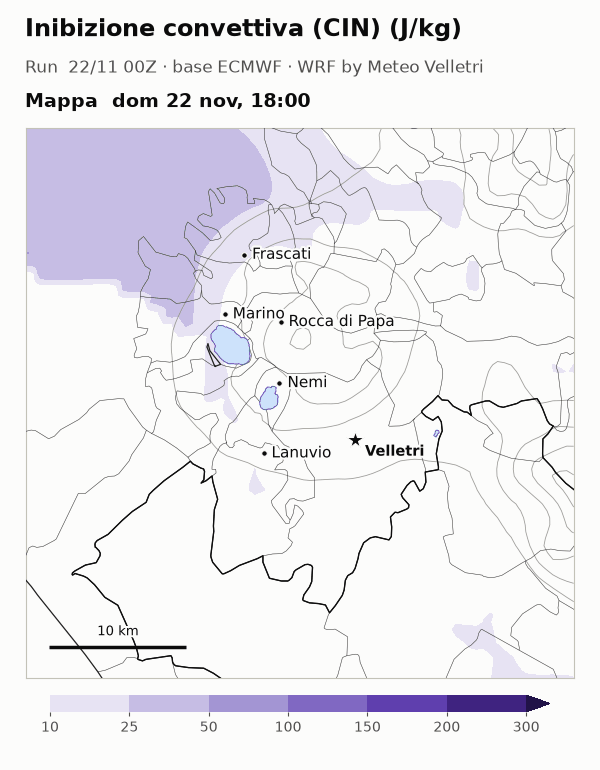 Inibizione convettiva (CIN) (J/kg)
Run  22/11 00Z · base ECMWF · WRF by Meteo Velletri
Mappa  dom 22 nov, 18:00
Frascati
Marino
Rocca di Papa
Nemi
Velletri
Lanuvio
10 km
10 25 50 100 150 200 300